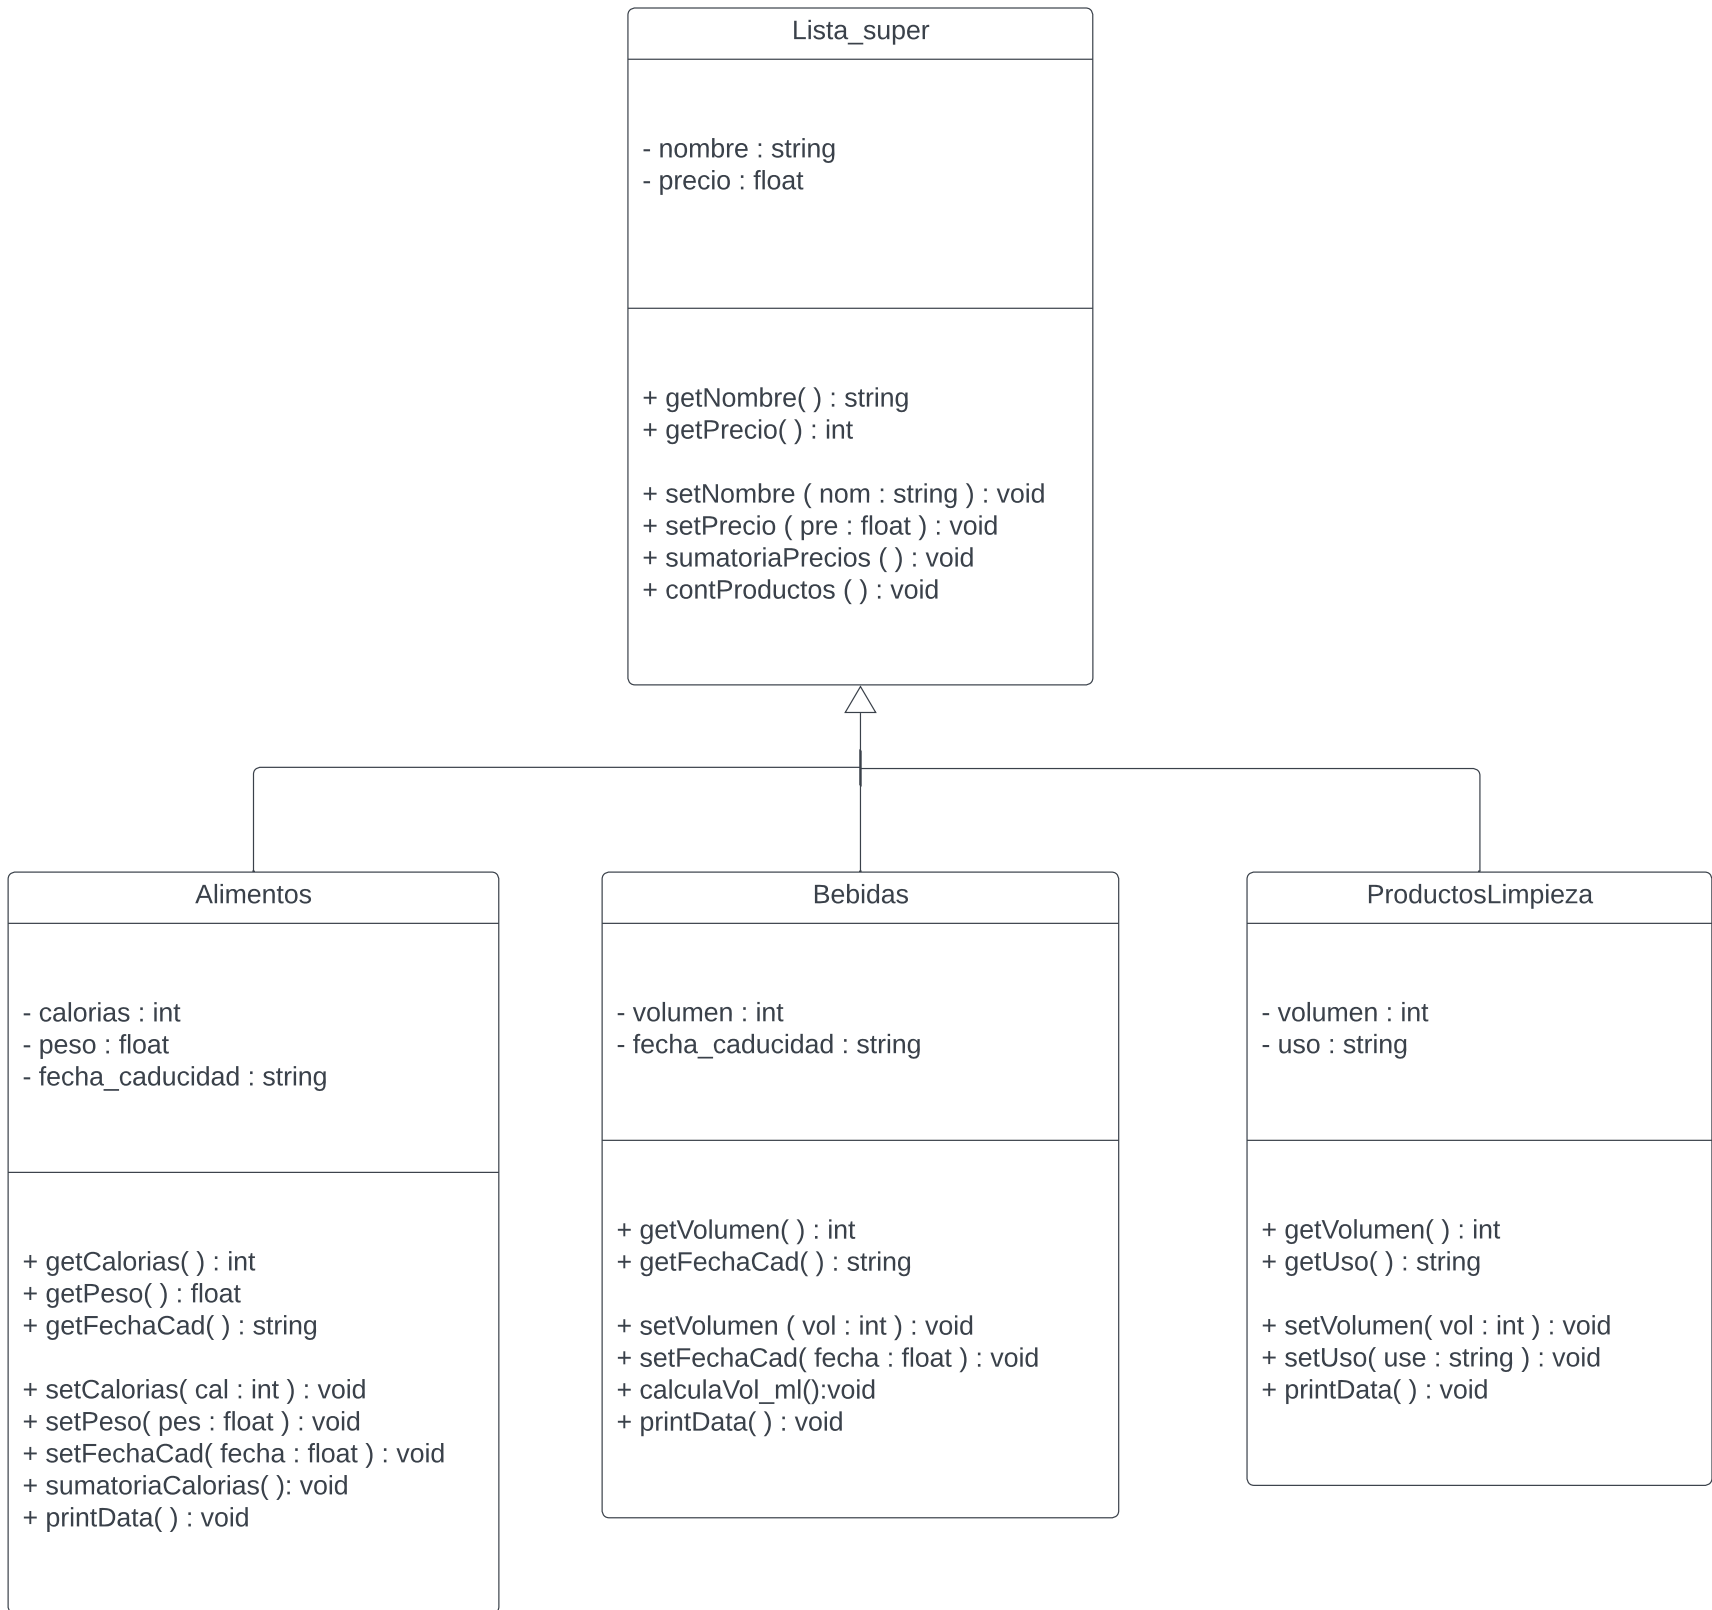 Lista_super
- nombre : string
- precio : float
+ getNombre( ) : string
+ getPrecio( ) : int
+ setNombre ( nom : string ) : void
+ setPrecio ( pre : float ) : void
+ sumatoriaPrecios ( ) : void
+ contProductos ( ) : void
Alimentos
- calorias : int
- peso : float
- fecha_caducidad : string
+ getCalorias( ) : int
+ getPeso( ) : float
+ getFechaCad( ) : string
+ setCalorias( cal : int ) : void
+ setPeso( pes : float ) : void
+ setFechaCad( fecha : float ) : void
+ sumatoriaCalorias( ): void
+ printData( ) : void
Bebidas
- volumen : int
- fecha_caducidad : string
+ getVolumen( ) : int
+ getFechaCad( ) : string
+ setVolumen ( vol : int ) : void
+ setFechaCad( fecha : float ) : void
+ calculaVol_ml():void
+ printData( ) : void
ProductosLimpieza
- volumen : int
- uso : string
+ getVolumen( ) : int
+ getUso( ) : string
+ setVolumen( vol : int ) : void
+ setUso( use : string ) : void
+ printData( ) : void